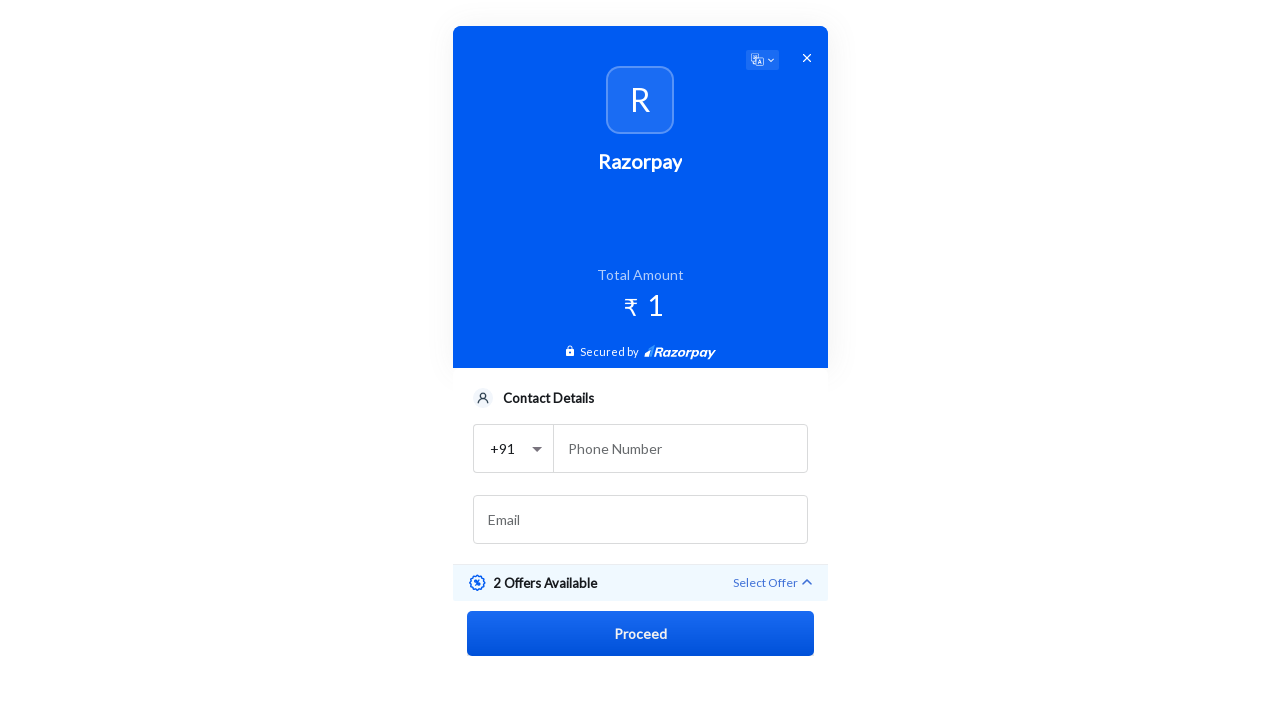 R
Razorpay
Total Amount
₹ 1
Secured by Razorpay
Contact Details
+91 Phone Number
Email
2 Offers Available Select Offer
Proceed